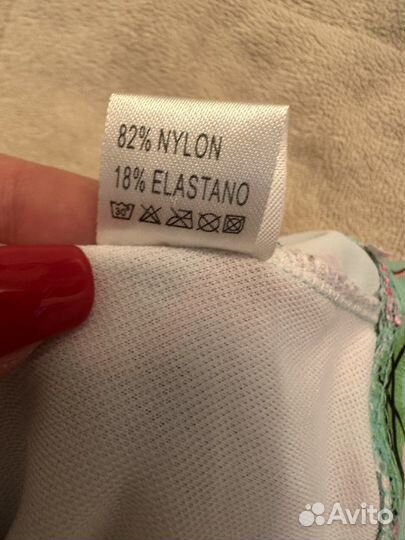 82% NYLON
18% ELASTANO
30°
Avito